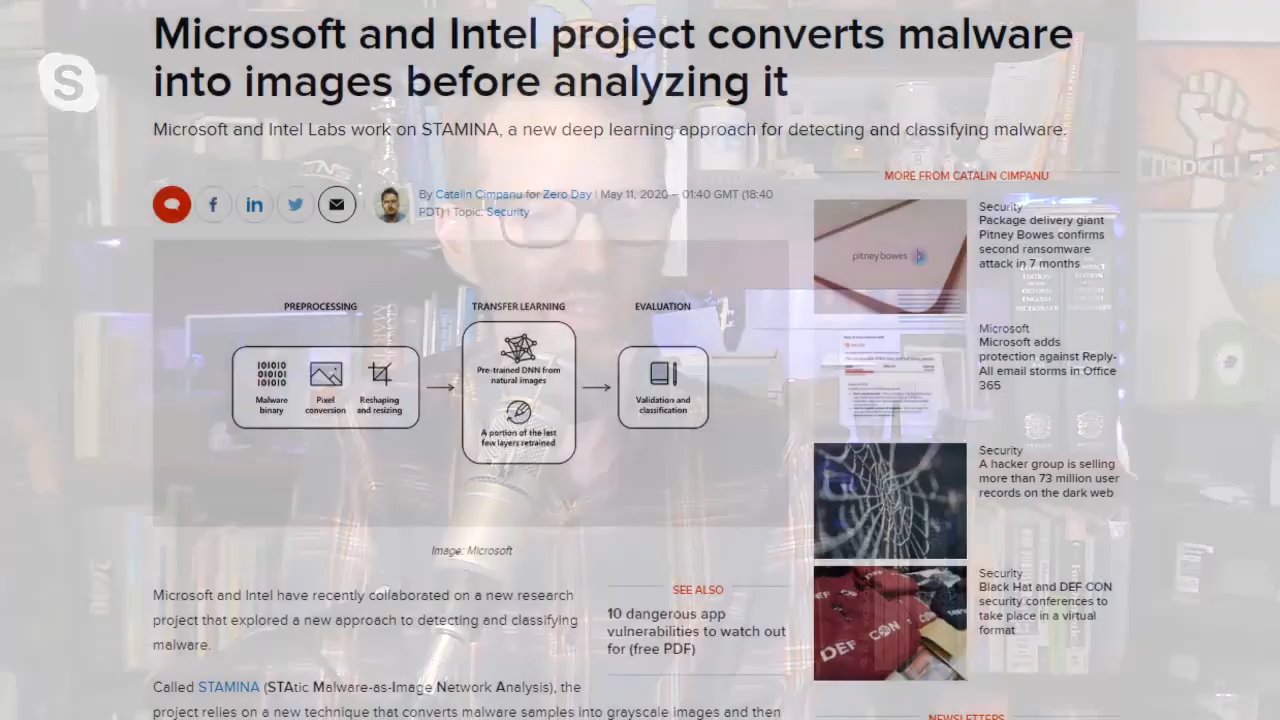 Microsoft and Intel project converts malware
into images before analyzing it
S
Microsoft and Intel Labs work on STAMINA, a new deep learning approach for detecting and classifying malware.
By Catalin Cimpanu for Zero Day | May 11, 2020 -- 01:40 GMT (18:40
PDT) | Topic: Security
PREPROCESSING
TRANSFER LEARNING
EVALUATION
010101
010101
101010
Malware
binary
Pixel
conversion
Reshaping
and resizing
Pre-trained DNN from
natural images
A portion of the last
few layers retrained
Validation and
classification
Image: Microsoft
Microsoft and Intel have recently collaborated on a new research
project that explored a new approach to detecting and classifying
malware.
Called STAMINA (STAtic Malware-as-Image Network Analysis), the
project relies on a new technique that converts malware samples into grayscale images and then
SEE ALSO
10 dangerous app
vulnerabilities to watch out
for (free PDF)
MORE FROM CATALIN CIMPANU
pitney bowes
Security
Package delivery giant
Pitney Bowes confirms
second ransomware
attack in 7 months
Microsoft
Microsoft adds
protection against Reply-
All email storms in Office
365
Security
A hacker group is selling
more than 73 million user
records on the dark web
DEF CON
Security
Black Hat and DEF CON
security conferences to
take place in a virtual
format
NEWSLETTERS